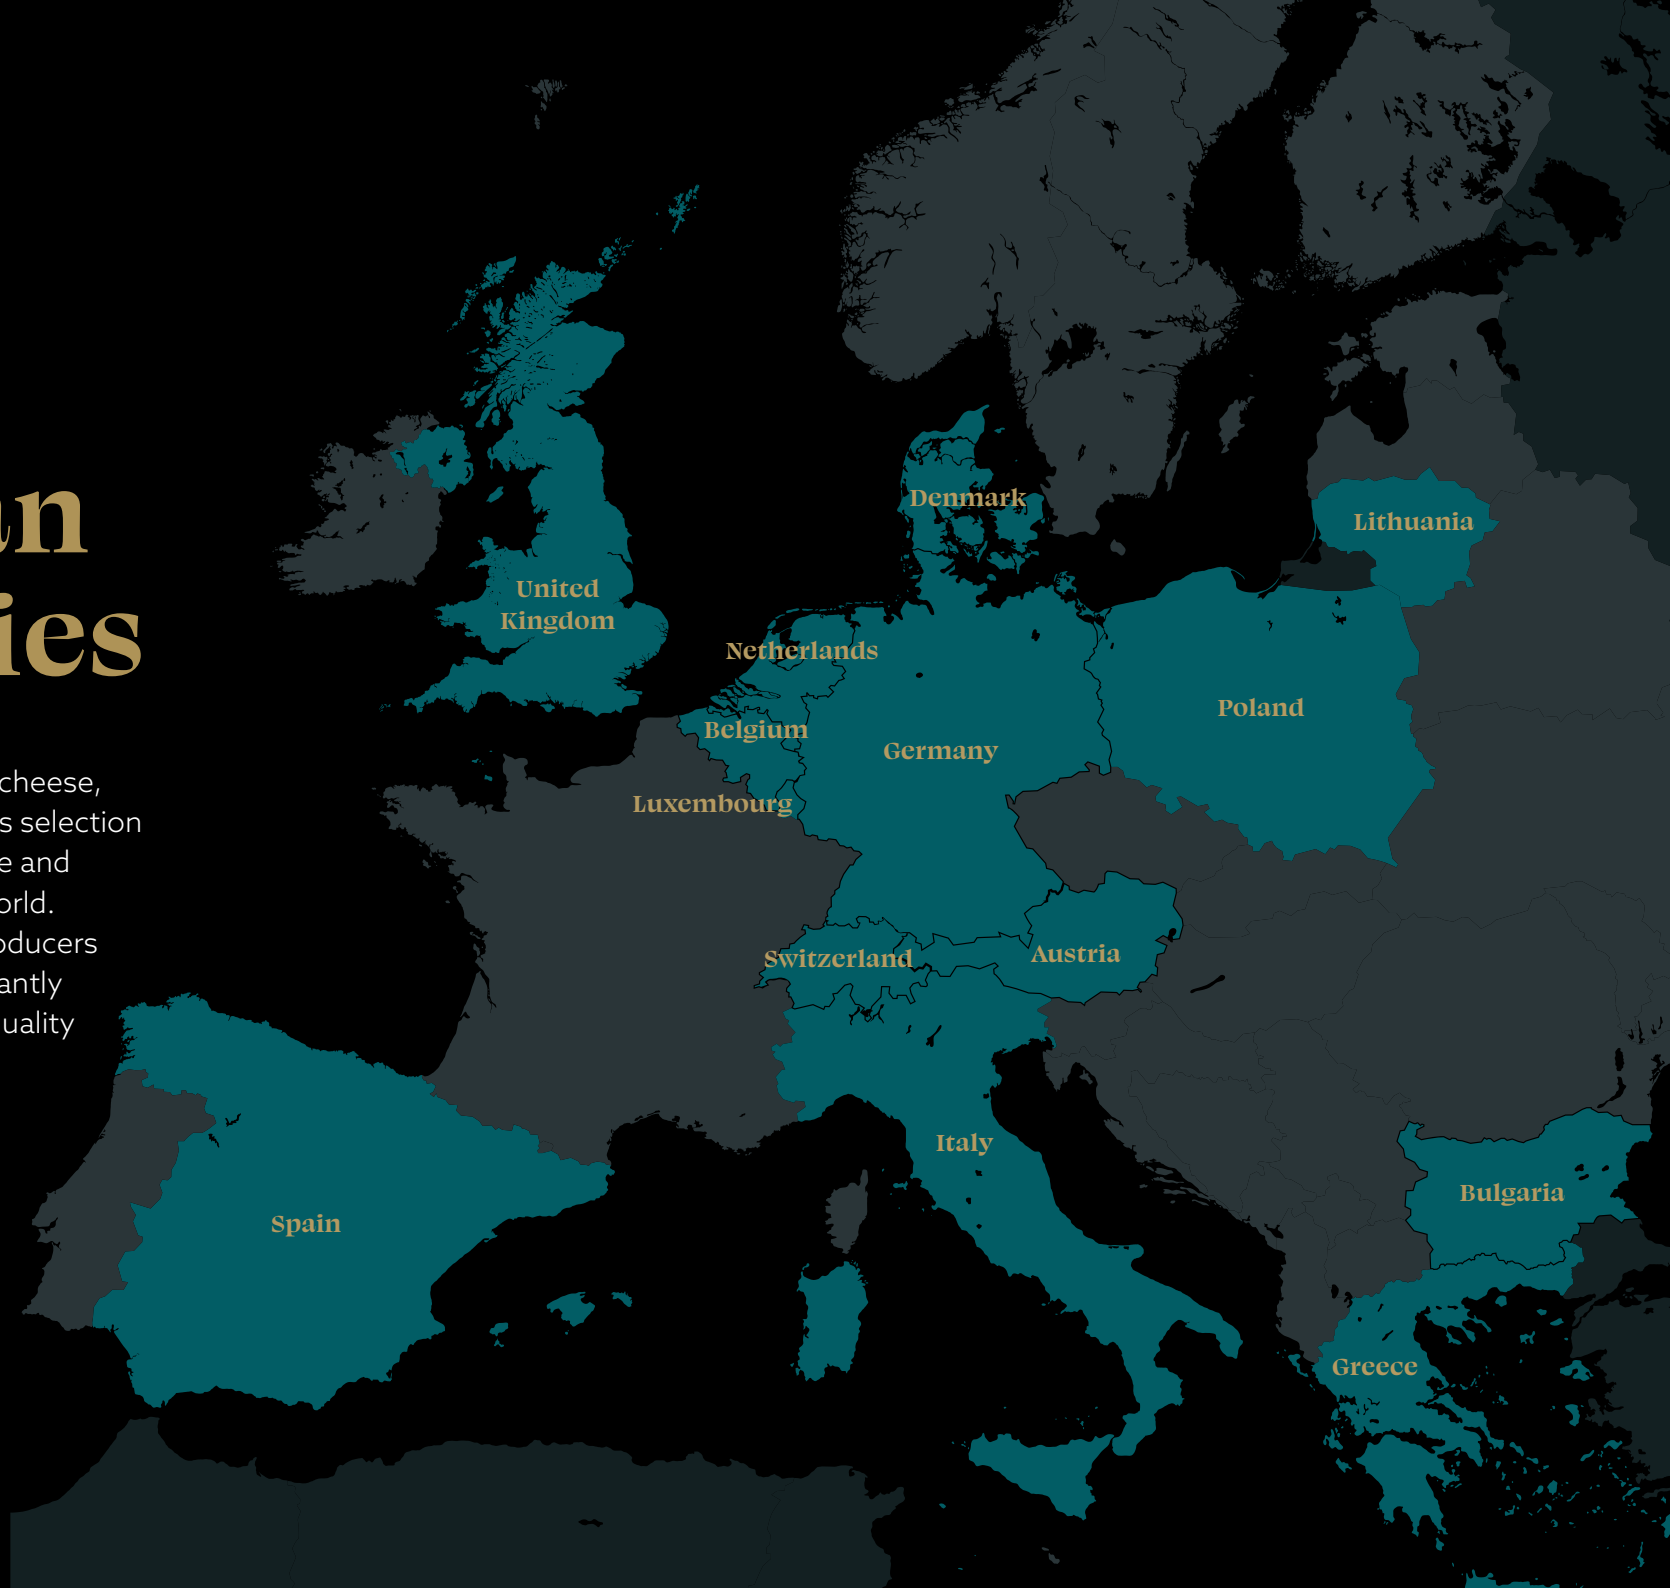 an
ies
cheese,
s selection
e and
orld.
oducers
antly
uality
Denmark
Lithuania
United
Kingdom
Netherlands
Poland
Belgium
Germany
Luxembourg
Switzerland
Austria
Italy
Bulgaria
Spain
Greece